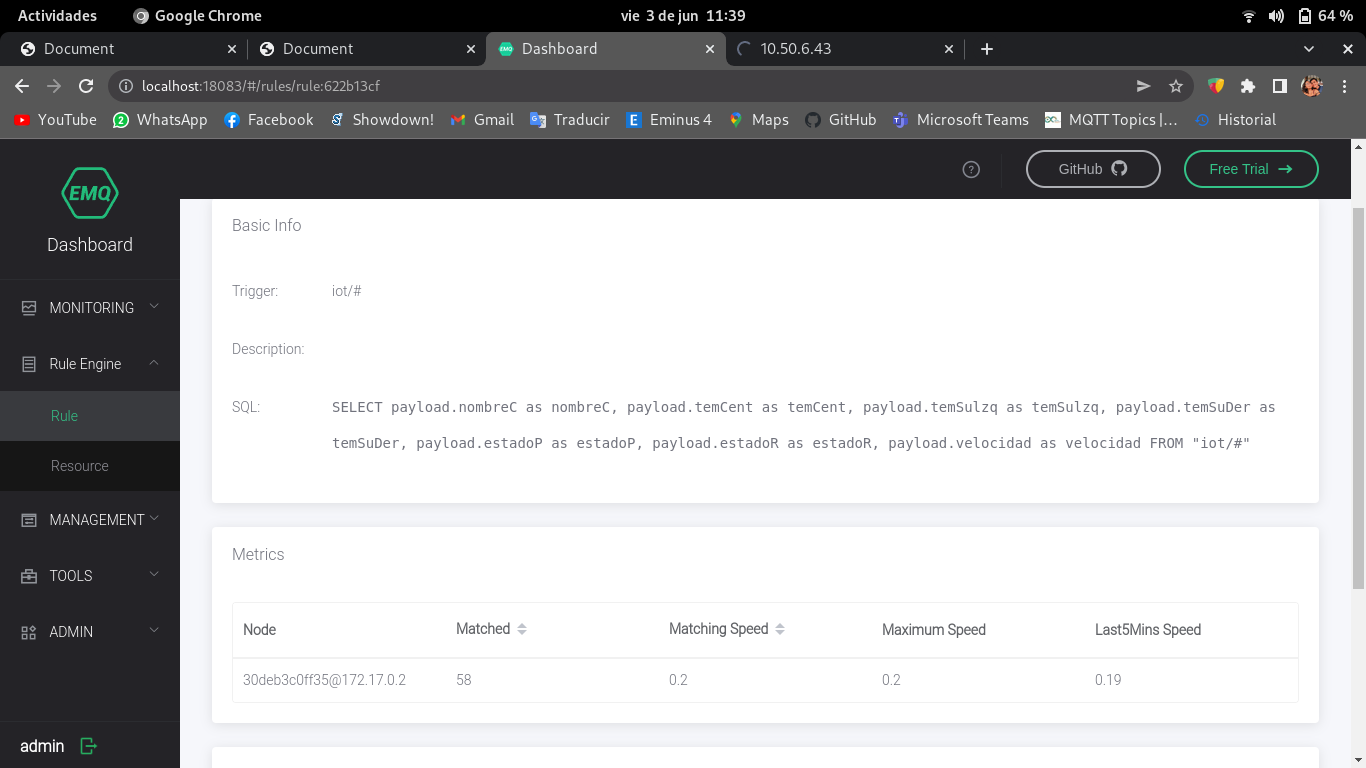 Actividades Google Chrome vie 3 de jun 11:39 64 %
Document Document Dashboard 10.50.6.43
localhost:18083/#/rules/rule:622b13cf
YouTube WhatsApp Facebook Showdown! Gmail Traducir Eminus 4 Maps GitHub Microsoft Teams MQTT Topics |... Historial
EMQ
Dashboard
GitHub Free Trial
MONITORING
Rule Engine
Rule
Resource
MANAGEMENT
TOOLS
ADMIN
admin
Basic Info
Trigger: iot/#
Description:
SQL: SELECT payload.nombreC as nombreC, payload.temCent as temCent, payload.temSulzq as temSulzq, payload.temSuDer as
temSuDer, payload.estadoP as estadoP, payload.estadoR as estadoR, payload.velocidad as velocidad FROM "iot/#"
Metrics
Node Matched Matching Speed Maximum Speed Last5Mins Speed
30deb3c0ff35@172.17.0.2 58 0.2 0.2 0.19